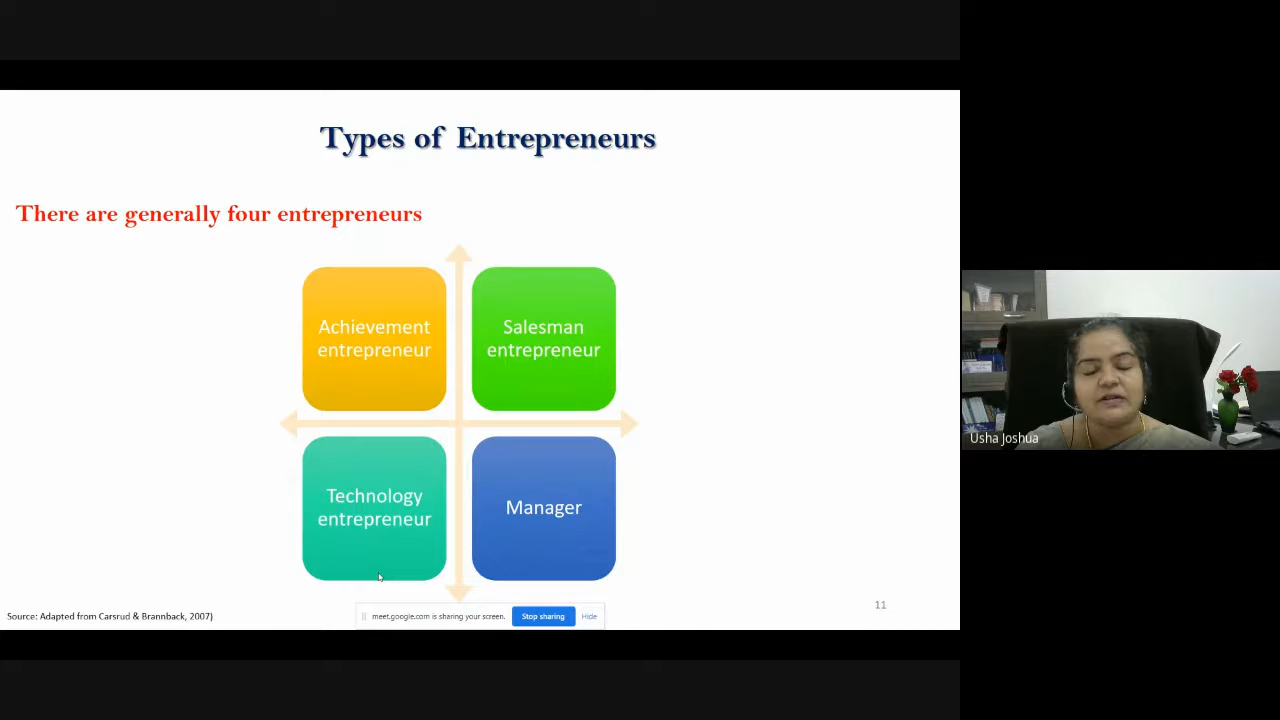 Types of Entrepreneurs
There are generally four entrepreneurs
Achievement
entrepreneur
Salesman
entrepreneur
Technology
entrepreneur
Manager
Source: Adapted from Carsrud & Brannback, 2007)
meet.google.com is sharing your screen.
Stop sharing
Hide
11
Usha Joshua